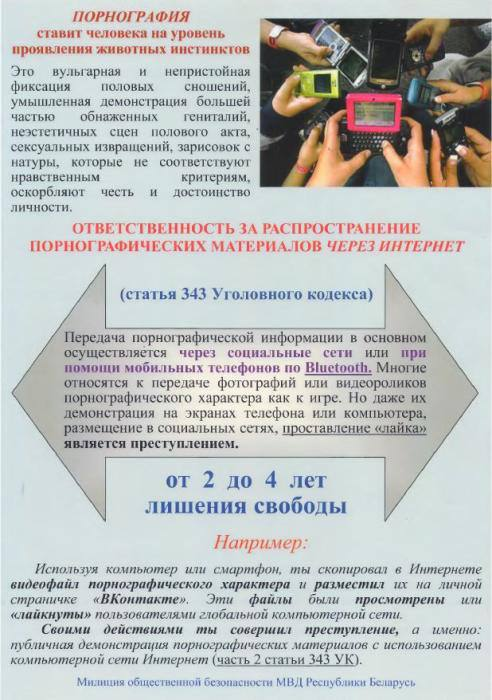 ПОРНОГРАФИЯ
ставит человека на уровень
проявления животных инстинктов
Это вульгарная и непристойная
фиксация половых сношений,
умышленная демонстрация большей
частью обнаженных гениталий,
неэстетичных сцен полового акта,
сексуальных извращений, зарисовок с
натуры, которые не соответствуют
нравственным критериям,
оскорбляют честь и достоинство
личности.
ОТВЕТСТВЕННОСТЬ ЗА РАСПРОСТРАНЕНИЕ
ПОРНОГРАФИЧЕСКИХ МАТЕРИАЛОВ ЧЕРЕЗ ИНТЕРНЕТ
(статья 343 Уголовного кодекса)
Передача порнографической информации в основном
осуществляется через социальные сети или при
помощи мобильных телефонов по Bluetooth. Многие
относятся к передаче фотографий или видеороликов
порнографического характера как к игре. Но даже их
демонстрация на экранах телефона или компьютера,
размещение в социальных сетях, проставление «лайка»
является преступлением.
от 2 до 4 лет
лишения свободы
Например:
Используя компьютер или смартфон, ты скопировал в Интернете
видеофайл порнографического характера и разместил их на личной
страничке «ВКонтакте». Эти файлы были просмотрены или
«лайкнуты» пользователями глобальной компьютерной сети.
Своими действиями ты совершил преступление, а именно:
публичная демонстрация порнографических материалов с использованием
компьютерной сети Интернет (часть 2 статьи 343 УК).
Милиция общественной безопасности МВД Республики Беларусь